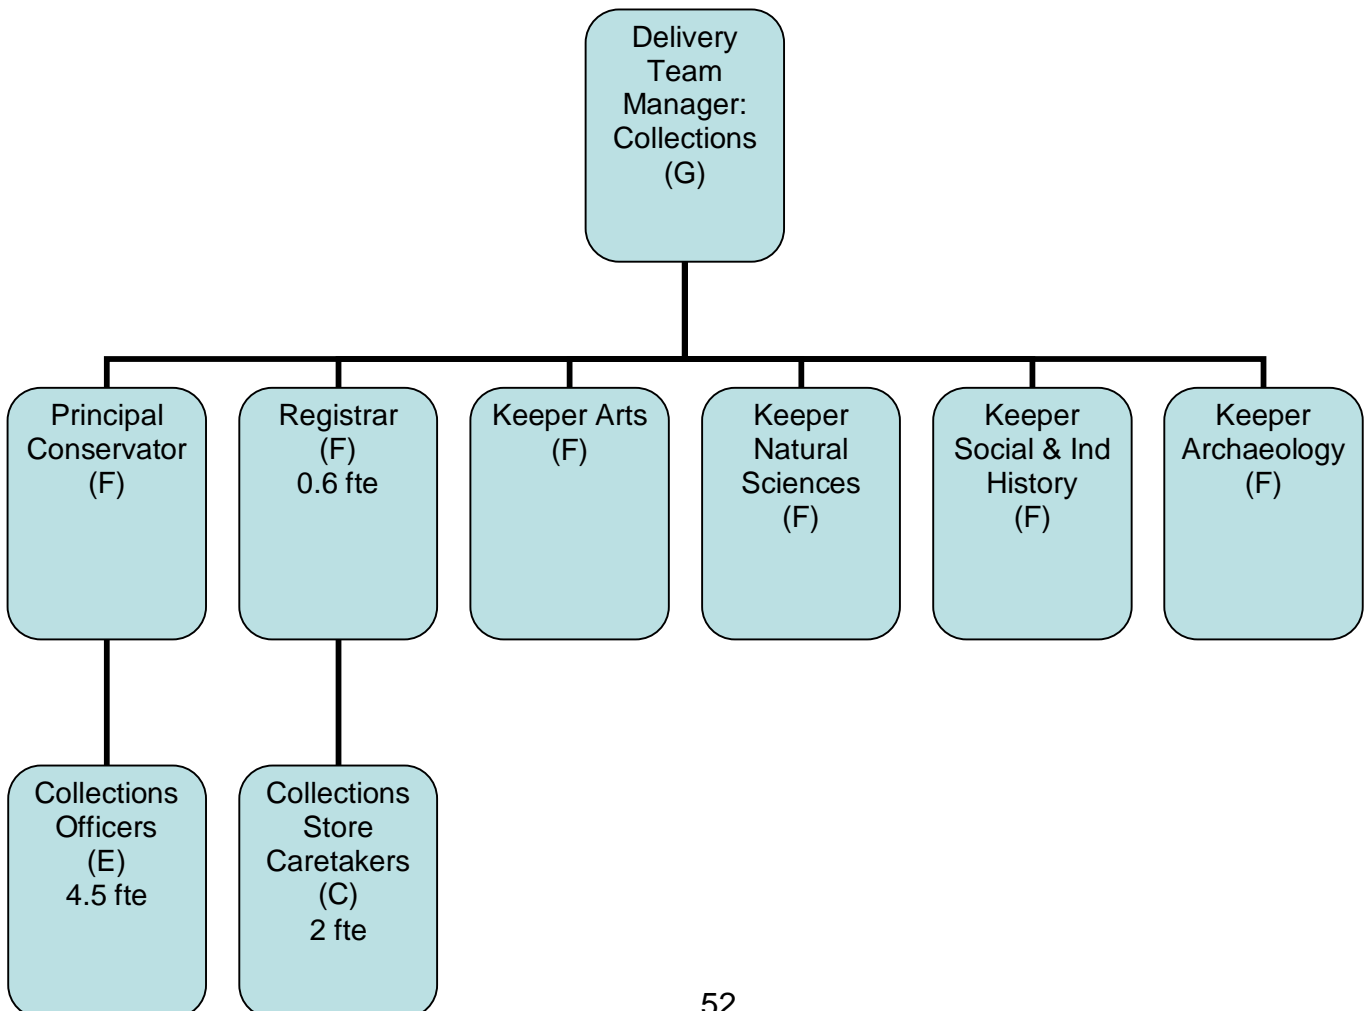 Delivery
Team
Manager:
Collections
(G)
Principal
Conservator
(F)
Registrar
(F)
0.6 fte
Keeper Arts
(F)
Keeper
Natural
Sciences
(F)
Keeper
Social & Ind
History
(F)
Keeper
Archaeology
(F)
Collections
Officers
(E)
4.5 fte
Collections
Store
Caretakers
(C)
2 fte
52